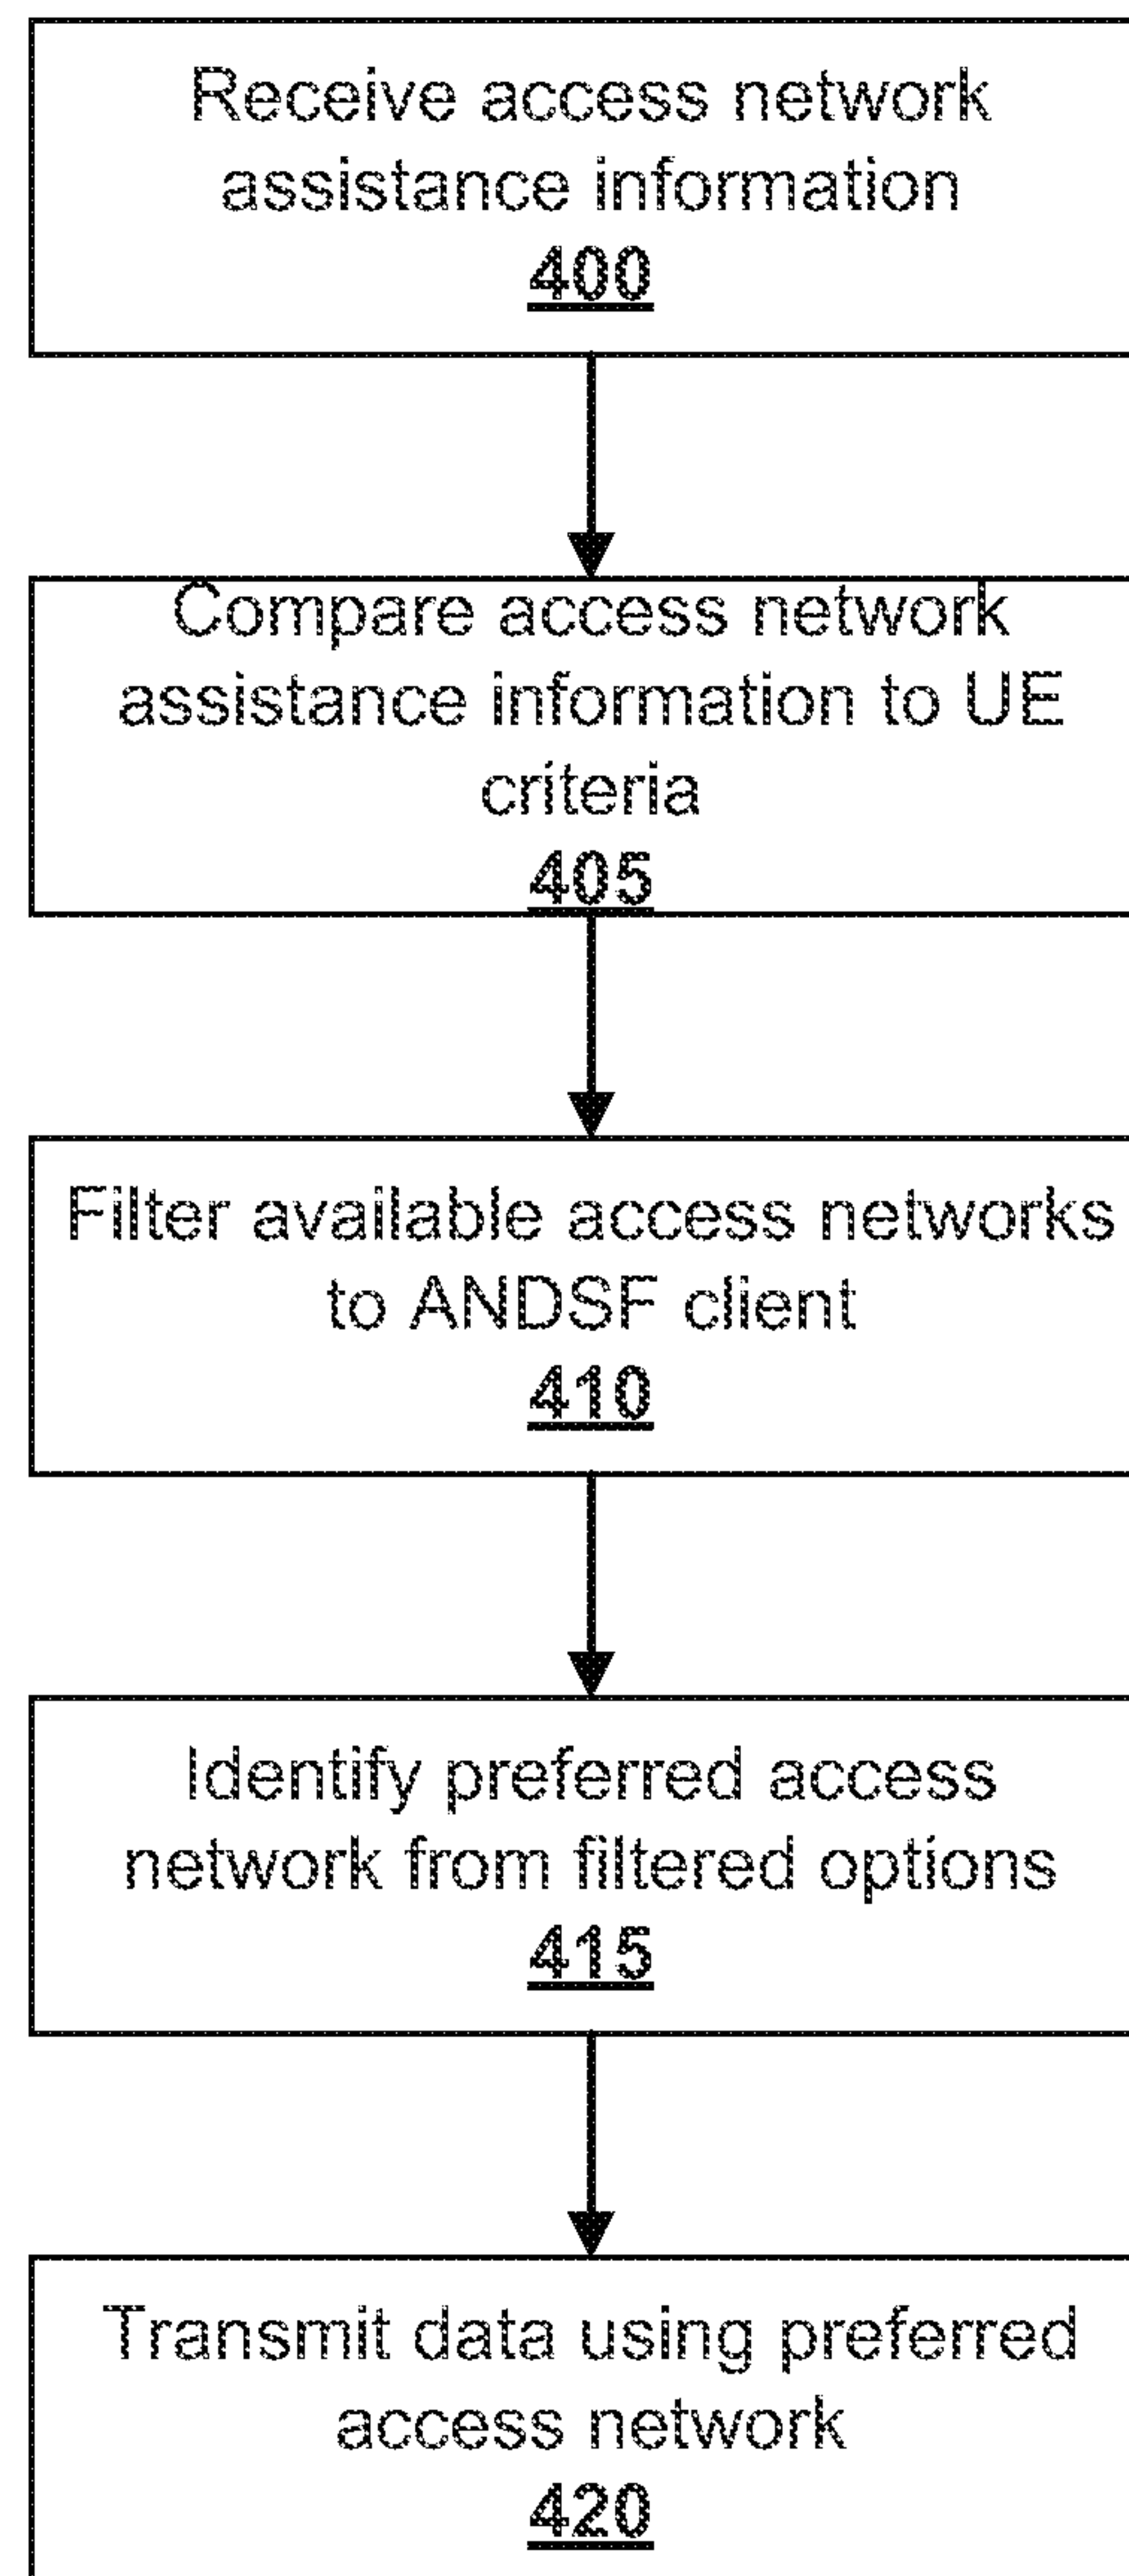 Receive access network
assistance information
400
Compare access network
assistance information to UE
criteria
405
Filter available access networks
to ANDSF client
410
Identify preferred access
network from filtered options
415
Transmit data using preferred
access network
420